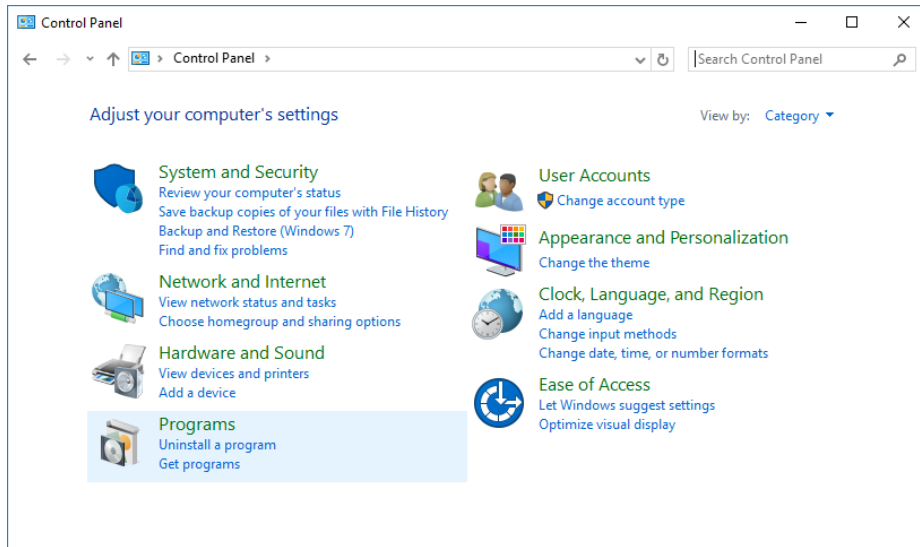 Control Panel
Control Panel
Search Control Panel
Adjust your computer's settings
View by: Category
System and Security
Review your computer's status
Save backup copies of your files with File History
Backup and Restore (Windows 7)
Find and fix problems
Network and Internet
View network status and tasks
Choose homegroup and sharing options
Hardware and Sound
View devices and printers
Add a device
Programs
Uninstall a program
Get programs
User Accounts
Change account type
Appearance and Personalization
Change the theme
Clock, Language, and Region
Add a language
Change input methods
Change date, time, or number formats
Ease of Access
Let Windows suggest settings
Optimize visual display